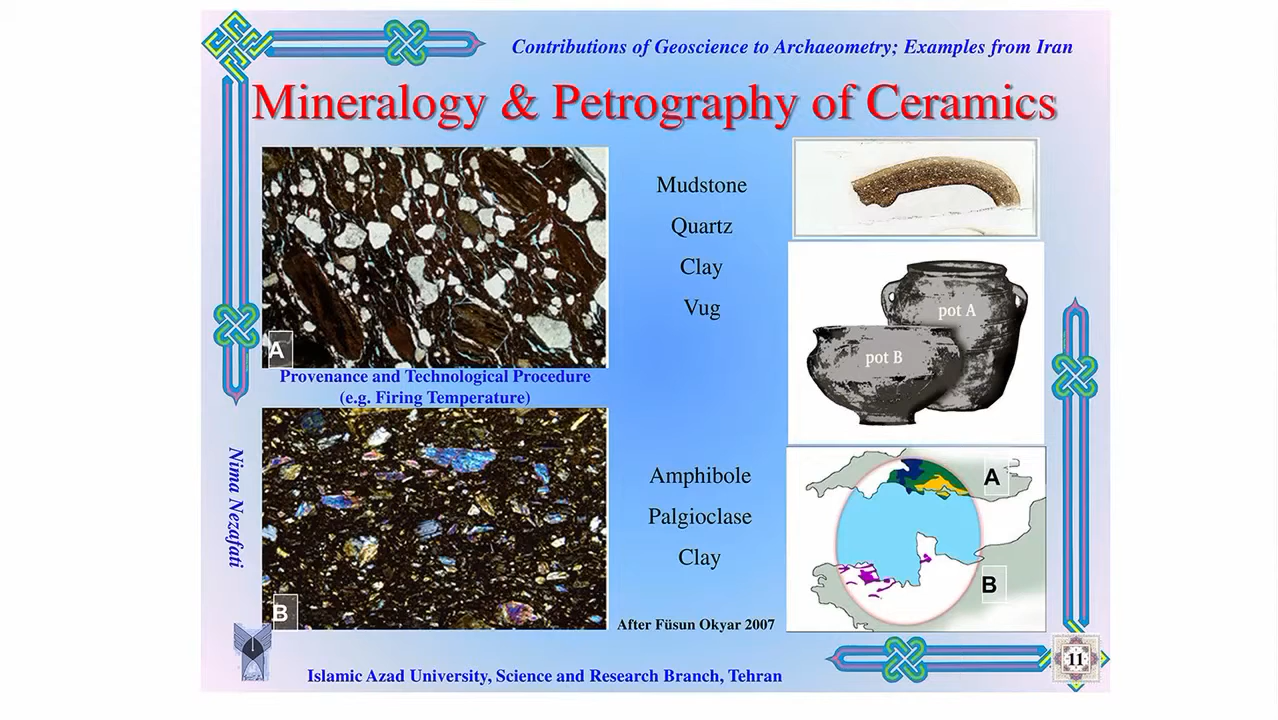 Contributions of Geoscience to Archaeometry; Examples from Iran
Mineralogy & Petrography of Ceramics
Mudstone
Quartz
Clay
Vug
A
Provenance and Technological Procedure
(e.g. Firing Temperature)
pot A
pot B
Amphibole
Palgioclase
Clay
B
A
B
After Füsun Okyar 2007
Nima Nezafati
Islamic Azad University, Science and Research Branch, Tehran
11